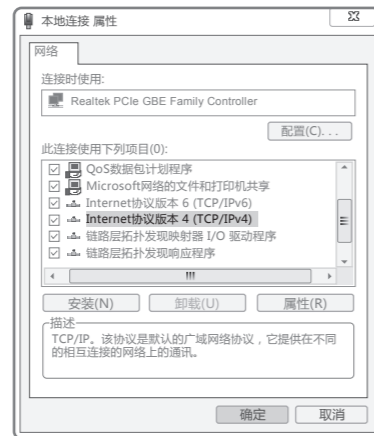 本地连接 属性
网络
连接时使用:
Realtek PCIe GBE Family Controller
配置(C)...
此连接使用下列项目(O):
QoS数据包计划程序
Microsoft网络的文件和打印机共享
Internet协议版本 6 (TCP/IPv6)
Internet协议版本 4 (TCP/IPv4)
链路层拓扑发现映射器 I/O 驱动程序
链路层拓扑发现响应程序
安装(N)
卸载(U)
属性(R)
描述
TCP/IP。该协议是默认的广域网络协议，它提供在不同
的相互连接的网络上的通讯。
确定
取消